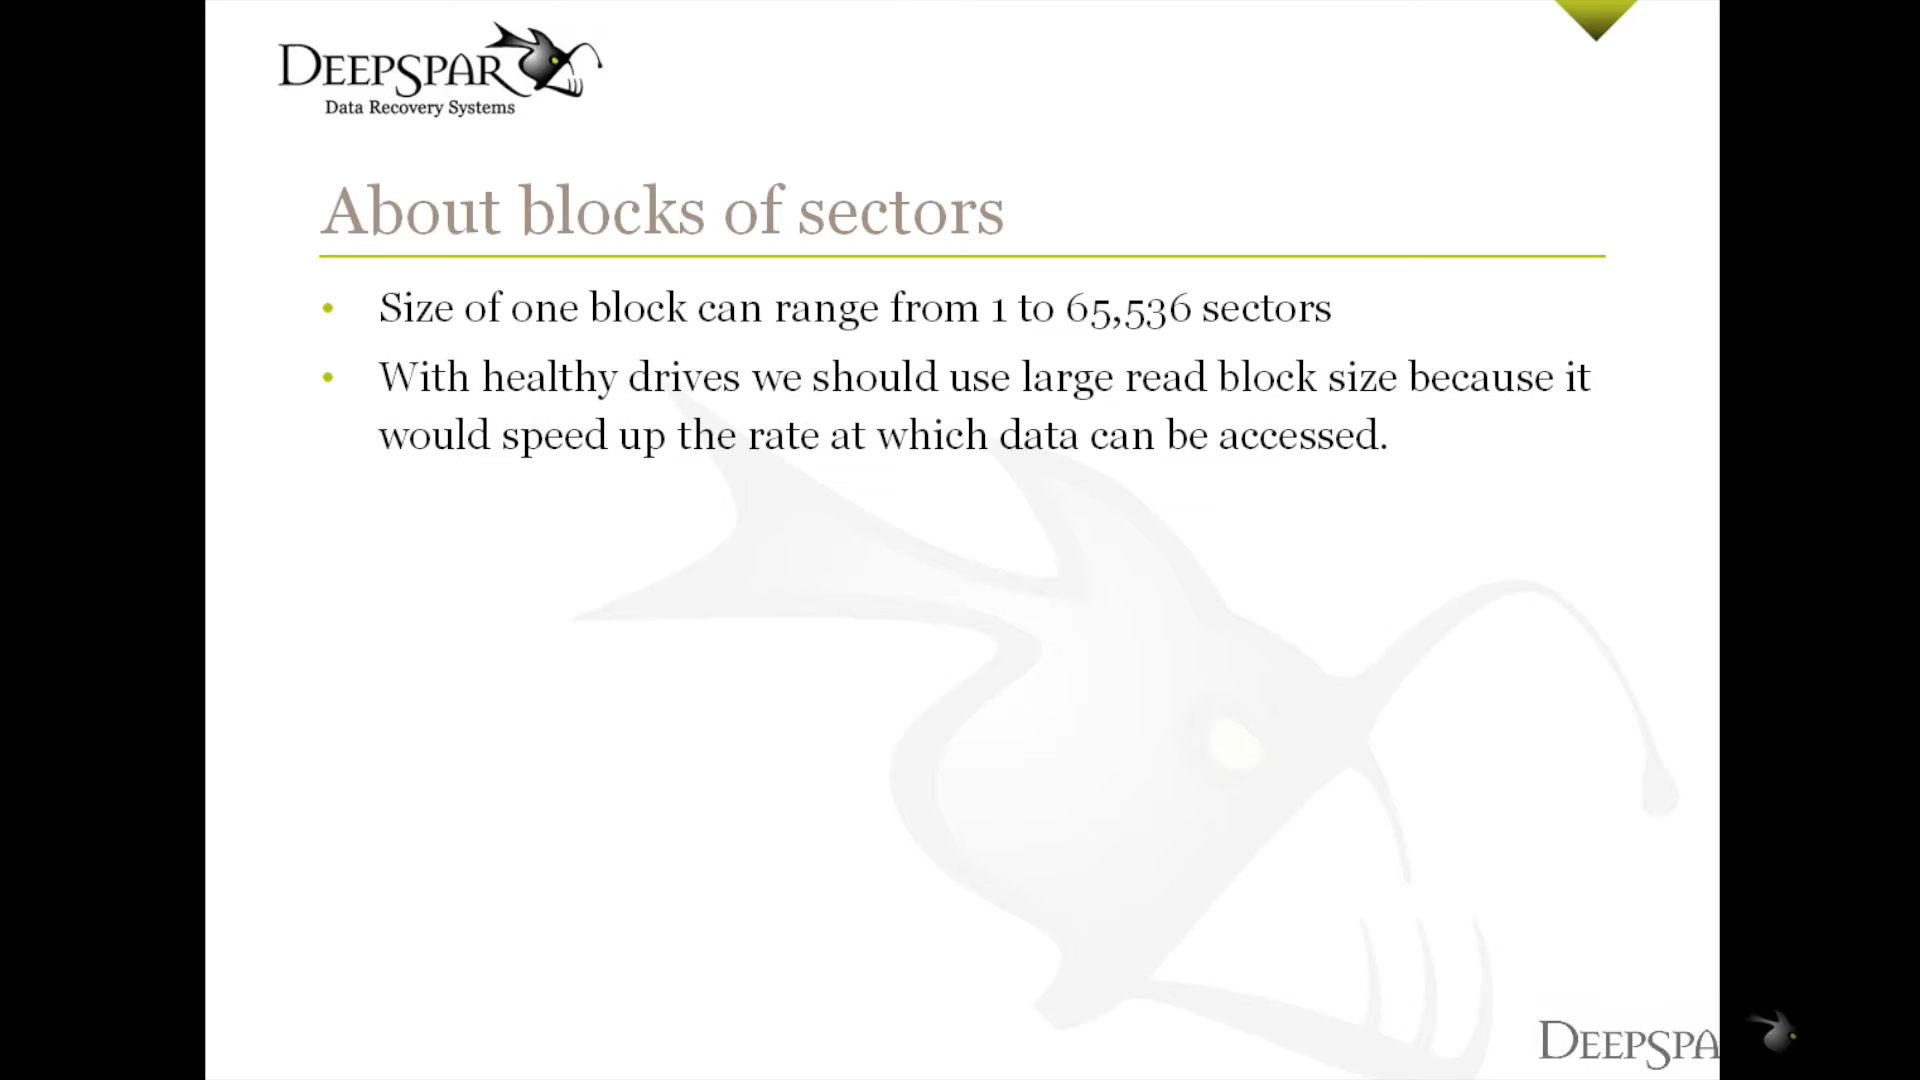 DEEPSPAR
Data Recovery Systems
About blocks of sectors
• Size of one block can range from 1 to 65,536 sectors
• With healthy drives we should use large read block size because it
would speed up the rate at which data can be accessed.
DEEPSPA